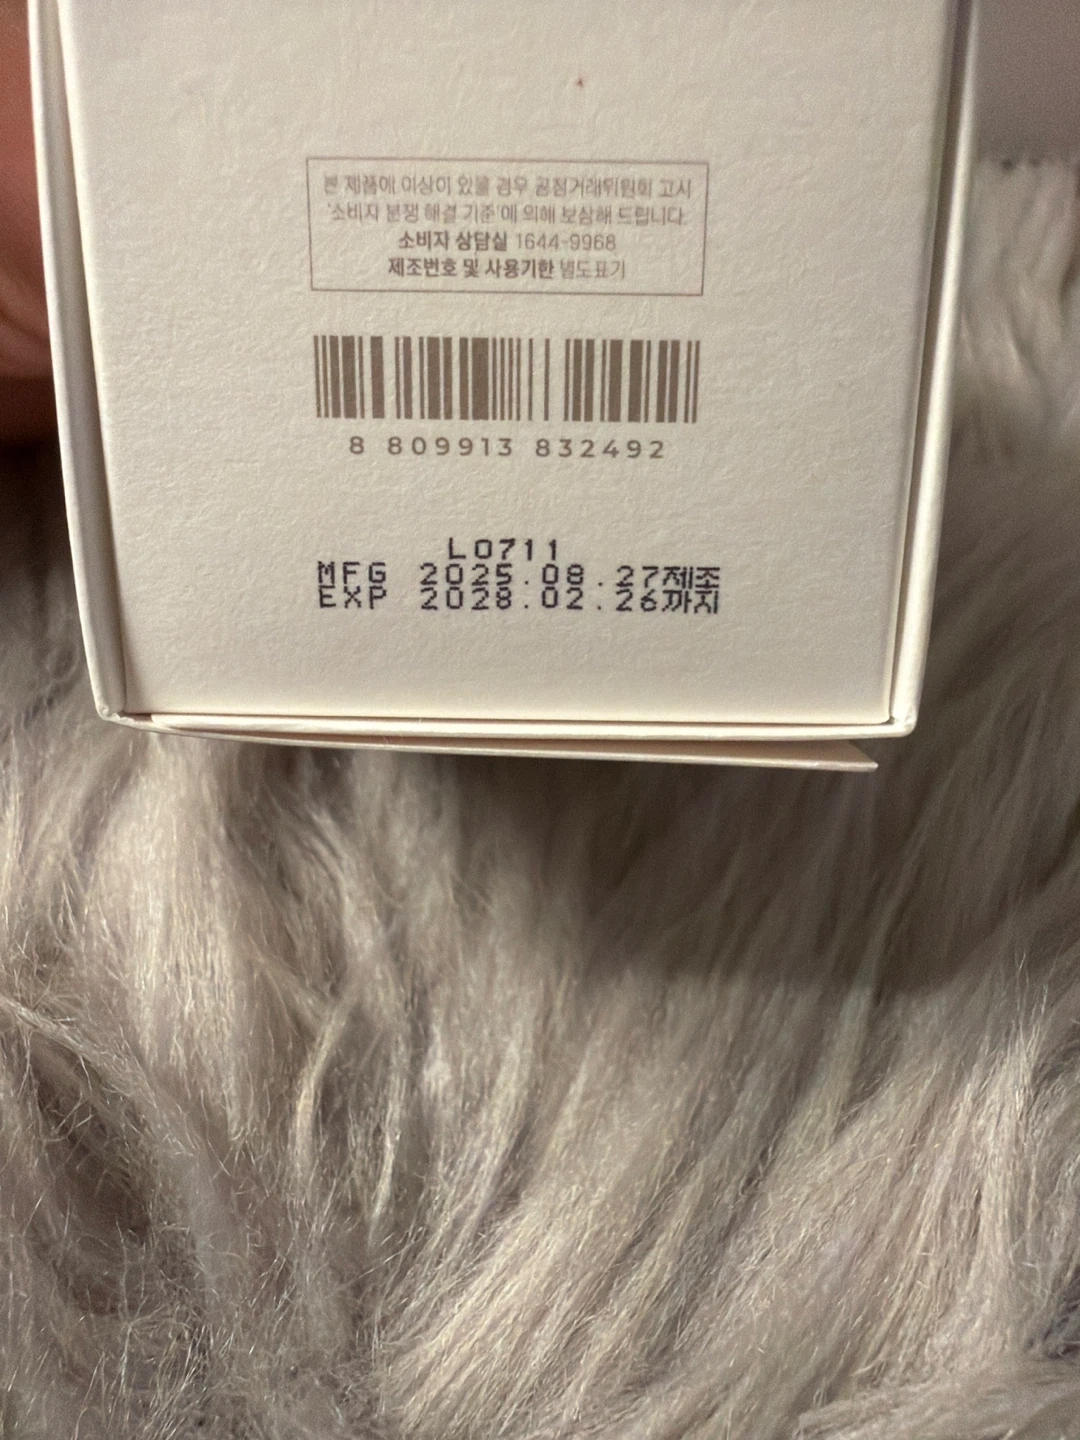 본 제품에 이상이 있을 경우 공정거래위원회 고시
'소비자 분쟁 해결 기준'에 의해 보상해 드립니다.
소비자 상담실 1644-9968
제조번호 및 사용기한 별도표기
8 809913 832492
L0711
MFG 2025.08.27제조
EXP 2028.02.26까지